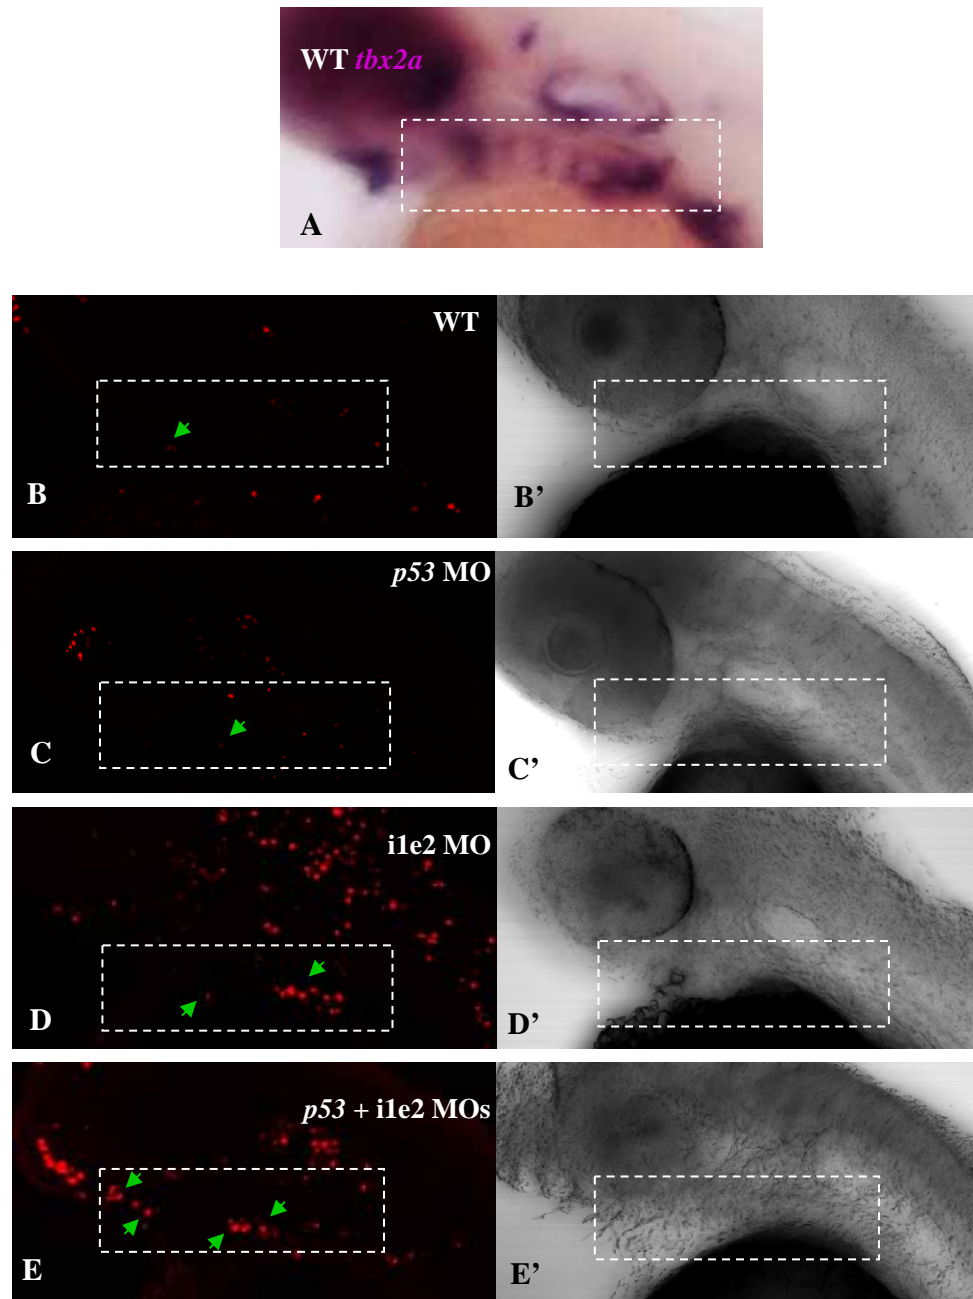 WT tbx2a
A
WT
B
B’
p53 MO
C
C’
i1e2 MO
D
D’
p53 + i1e2 MOs
E
E’